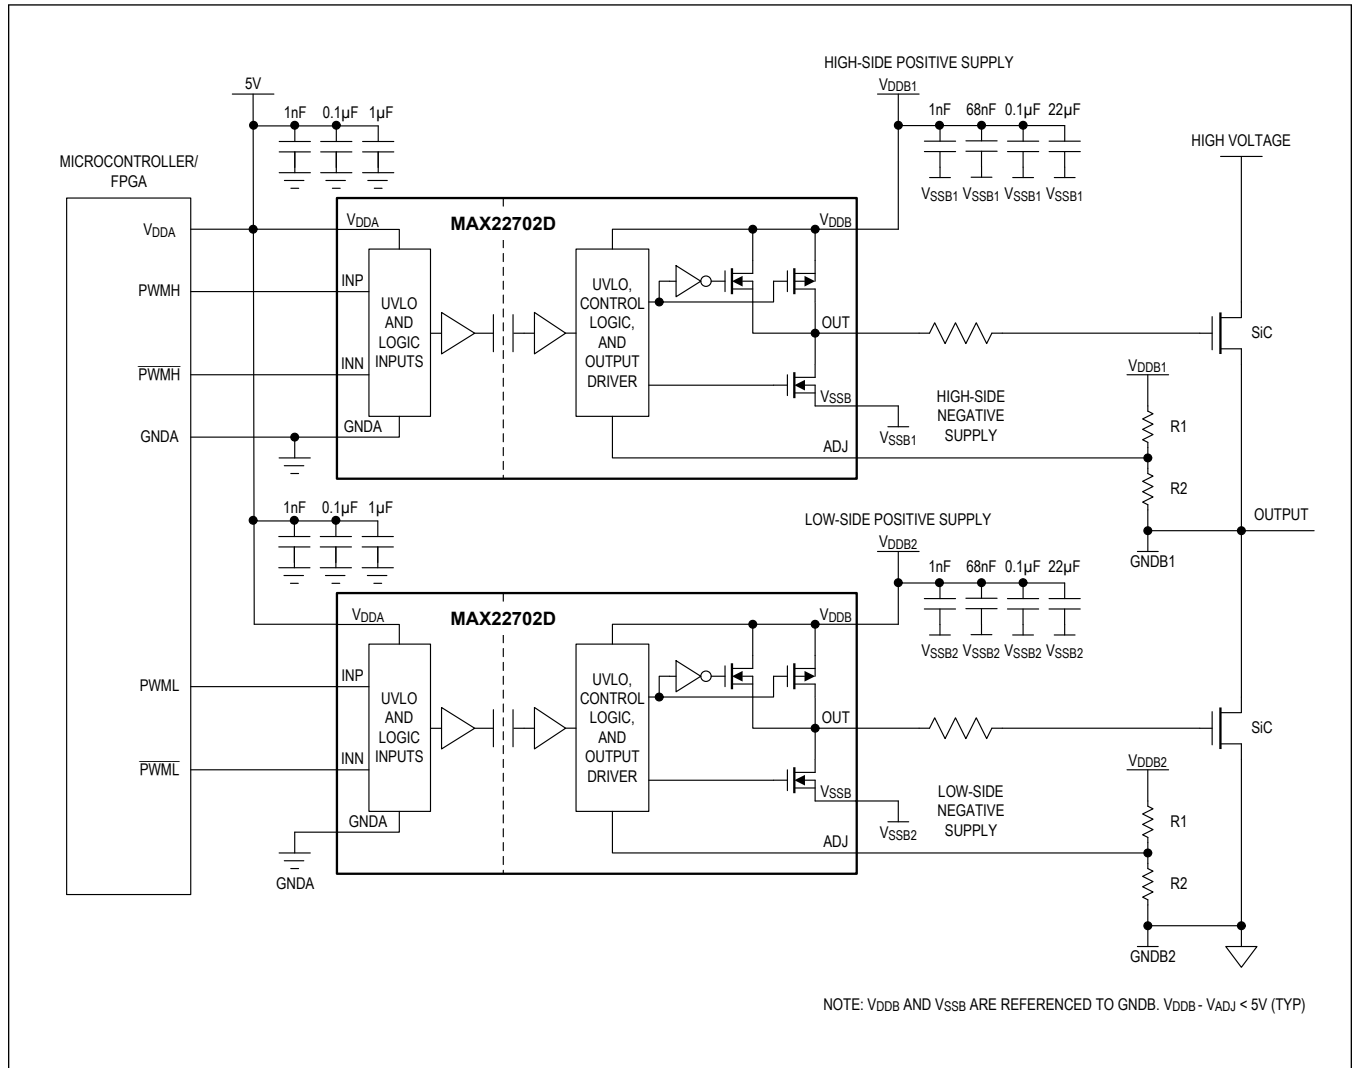 HIGH-SIDE POSITIVE SUPPLY
5V
VDDB1
1nF 0.1µF 1µF
1nF 68nF 0.1µF 22µF
HIGH VOLTAGE
MICROCONTROLLER/
FPGA
VSSB1 VSSB1 VSSB1 VSSB1
VDDA
VDDA
MAX22702D
VDDB
PWMH
INP
UVLO
AND
LOGIC
INPUTS
UVLO,
CONTROL
LOGIC,
AND
OUTPUT
DRIVER
OUT
SiC
PWMH
INN
VDDB1
VSSB
HIGH-SIDE
NEGATIVE
SUPPLY
GNDA
GNDA
VSSB1
R1
ADJ
R2
1nF 0.1µF 1µF
LOW-SIDE POSITIVE SUPPLY
OUTPUT
VDDB2
GNDB1
1nF 68nF 0.1µF 22µF
VDDA
MAX22702D
VDDB
VSSB2 VSSB2 VSSB2 VSSB2
PWML
INP
UVLO
AND
LOGIC
INPUTS
UVLO,
CONTROL
LOGIC,
AND
OUTPUT
DRIVER
OUT
SiC
PWML
INN
VDDB2
VSSB
LOW-SIDE
NEGATIVE
SUPPLY
GNDA
VSSB2
R1
ADJ
GNDA
R2
GNDB2
NOTE: VDDB AND VSSB ARE REFERENCED TO GNDB. VDDB - VADJ < 5V (TYP)